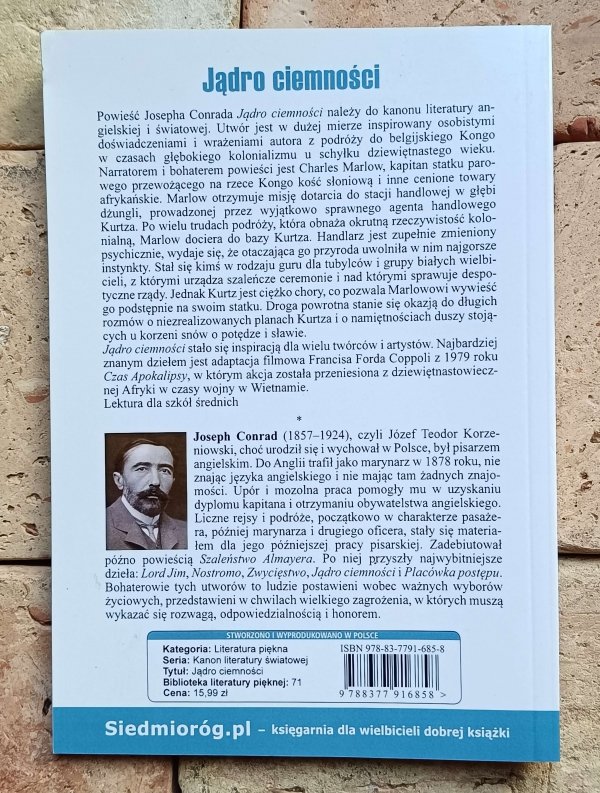 Jądro ciemności
Powieść Josepha Conrada Jądro ciemności należy do kanonu literatury an-
gielskiej i światowej. Utwór jest w dużej mierze inspirowany osobistymi
doświadczeniami i wrażeniami autora z podróży do belgijskiego Kongo
w czasach głębokiego kolonializmu u schyłku dziewiętnastego wieku.
Narratorem i bohaterem powieści jest Charles Marlow, kapitan statku paro-
wego przewożącego na rzece Kongo kość słoniową i inne cenione towary
afrykańskie. Marlow otrzymuje misję dotarcia do stacji handlowej w głębi
dżungli, prowadzonej przez wyjątkowo sprawnego agenta handlowego
Kurtza. Po wielu trudach podróży, która obnaża okrutną rzeczywistość kolo-
nialną, Marlow dociera do bazy Kurtza. Handlarz jest zupełnie zmieniony
psychicznie, wydaje się, że otaczająca go przyroda uwolniła w nim najgorsze
instynkty. Stał się kimś w rodzaju guru dla tubylców i grupy białych wielbi-
cieli, z którymi urządza szaleńcze ceremonie i nad którymi sprawuje despo-
tyczne rządy. Jednak Kurtz jest ciężko chory, co pozwala Marlowowi wywieźć
go podstępnie na swoim statku. Droga powrotna stanie się okazją do długich
rozmów o niezrealizowanych planach Kurtza i o namiętnościach duszy stoją-
cych u korzeni snów o potędze i sławie.
Jądro ciemności stało się inspiracją dla wielu twórców i artystów. Najbardziej
znanym dziełem jest adaptacja filmowa Francisa Forda Coppoli z 1979 roku
Czas Apokalipsy, w którym akcja została przeniesiona z dziewiętnastowiecz-
nej Afryki w czasy wojny w Wietnamie.
Lektura dla szkół średnich
*
Joseph Conrad (1857–1924), czyli Józef Teodor Korze-
niowski, choć urodził się i wychował w Polsce, był pisarzem
angielskim. Do Anglii trafił jako marynarz w 1878 roku, nie
znając języka angielskiego i nie mając tam żadnych znajo-
mości. Upór i mozolna praca pomogły mu w uzyskaniu
dyplomu kapitana i otrzymaniu obywatelstwa angielskiego.
Liczne rejsy i podróże, początkowo w charakterze pasaże-
ra, później marynarza i drugiego oficera, stały się materia-
łem dla jego późniejszej pracy pisarskiej. Zadebiutował
późno powieścią Szaleństwo Almayera. Po niej przyszły najwybitniejsze
dzieła: Lord Jim, Nostromo, Zwycięstwo, Jądro ciemności i Placówka postępu.
Bohaterowie tych utworów to ludzie postawieni wobec ważnych wyborów
życiowych, przedstawieni w chwilach wielkiego zagrożenia, w których muszą
wykazać się rozwagą, odpowiedzialnością i honorem.
STWORZONO I WYPRODUKOWANO W POLSCE
Kategoria: Literatura piękna
Seria: Kanon literatury światowej
Tytuł: Jądro ciemności
Biblioteka literatury pięknej: 71
Cena: 15,99 zł
ISBN 978-83-7791-685-8
9 788377 916858 >
Siedmioróg.pl – księgarnia dla wielbicieli dobrej książki